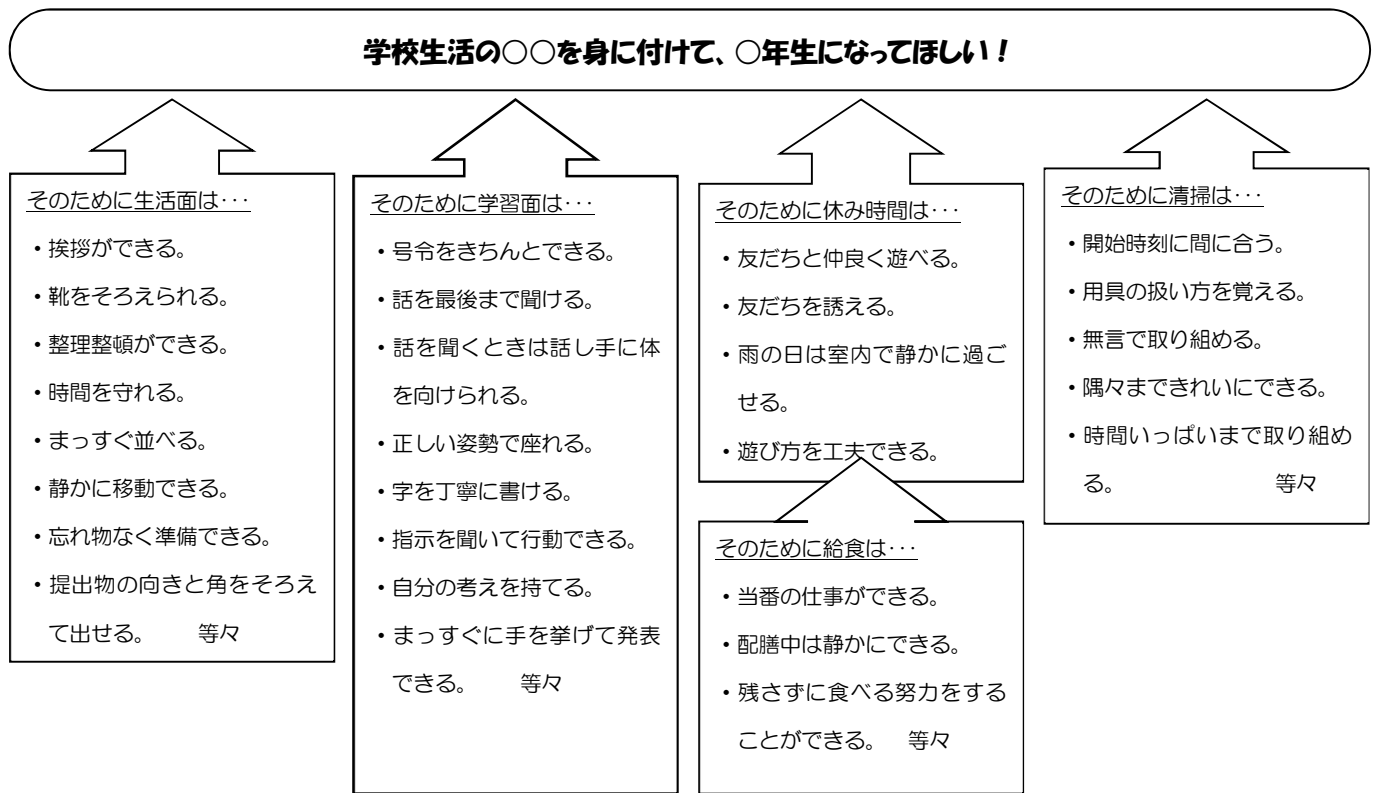 学校生活の○○を身に付けて、○年生になってほしい！
そのために生活面は･･･
・挨拶ができる。
・靴をそろえられる。
・整理整頓ができる。
・時間を守れる。
・まっすぐ並べる。
・静かに移動できる。
・忘れ物なく準備できる。
・提出物の向きと角をそろえ
て出せる。　　等々
そのために学習面は･･･
・号令をきちんとできる。
・話を最後まで聞ける。
・話を聞くときは話し手に体
を向けられる。
・正しい姿勢で座れる。
・字を丁寧に書ける。
・指示を聞いて行動できる。
・自分の考えを持てる。
・まっすぐに手を挙げて発表
できる。　　等々
そのために休み時間は･･･
・友だちと仲良く遊べる。
・友だちを誘える。
・雨の日は室内で静かに過ご
せる。
・遊び方を工夫できる。
そのために給食は･･･
・当番の仕事ができる。
・配膳中は静かにできる。
・残さずに食べる努力をする
ことができる。　等々
そのために清掃は･･･
・開始時刻に間に合う。
・用具の扱い方を覚える。
・無言で取り組める。
・隅々まできれいにできる。
・時間いっぱいまで取り組め
る。　　　　　　　等々